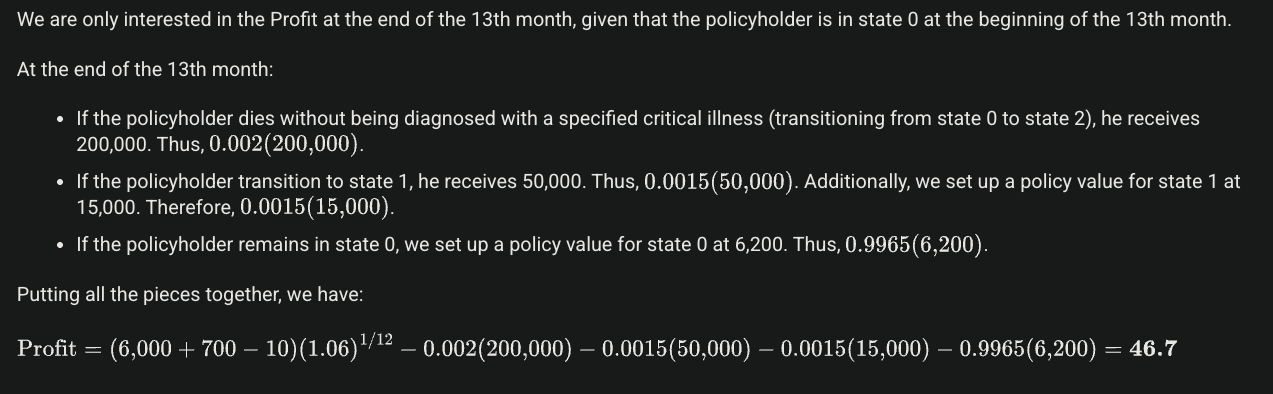 We are only interested in the Profit at the end of the 13th month, given that the policyholder is in state 0 at the beginning of the 13th month.
At the end of the 13th month:
• If the policyholder dies without being diagnosed with a specified critical illness (transitioning from state 0 to state 2), he receives
200,000. Thus, 0.002(200,000).
• If the policyholder transition to state 1, he receives 50,000. Thus, 0.0015(50,000). Additionally, we set up a policy value for state 1 at
15,000. Therefore, 0.0015(15,000).
• If the policyholder remains in state 0, we set up a policy value for state 0 at 6,200. Thus, 0.9965(6,200).
Putting all the pieces together, we have:
Profit = (6,000 + 700 − 10)(1.06)^{1/12} − 0.002(200,000) − 0.0015(50,000) − 0.0015(15,000) − 0.9965(6,200) = 46.7